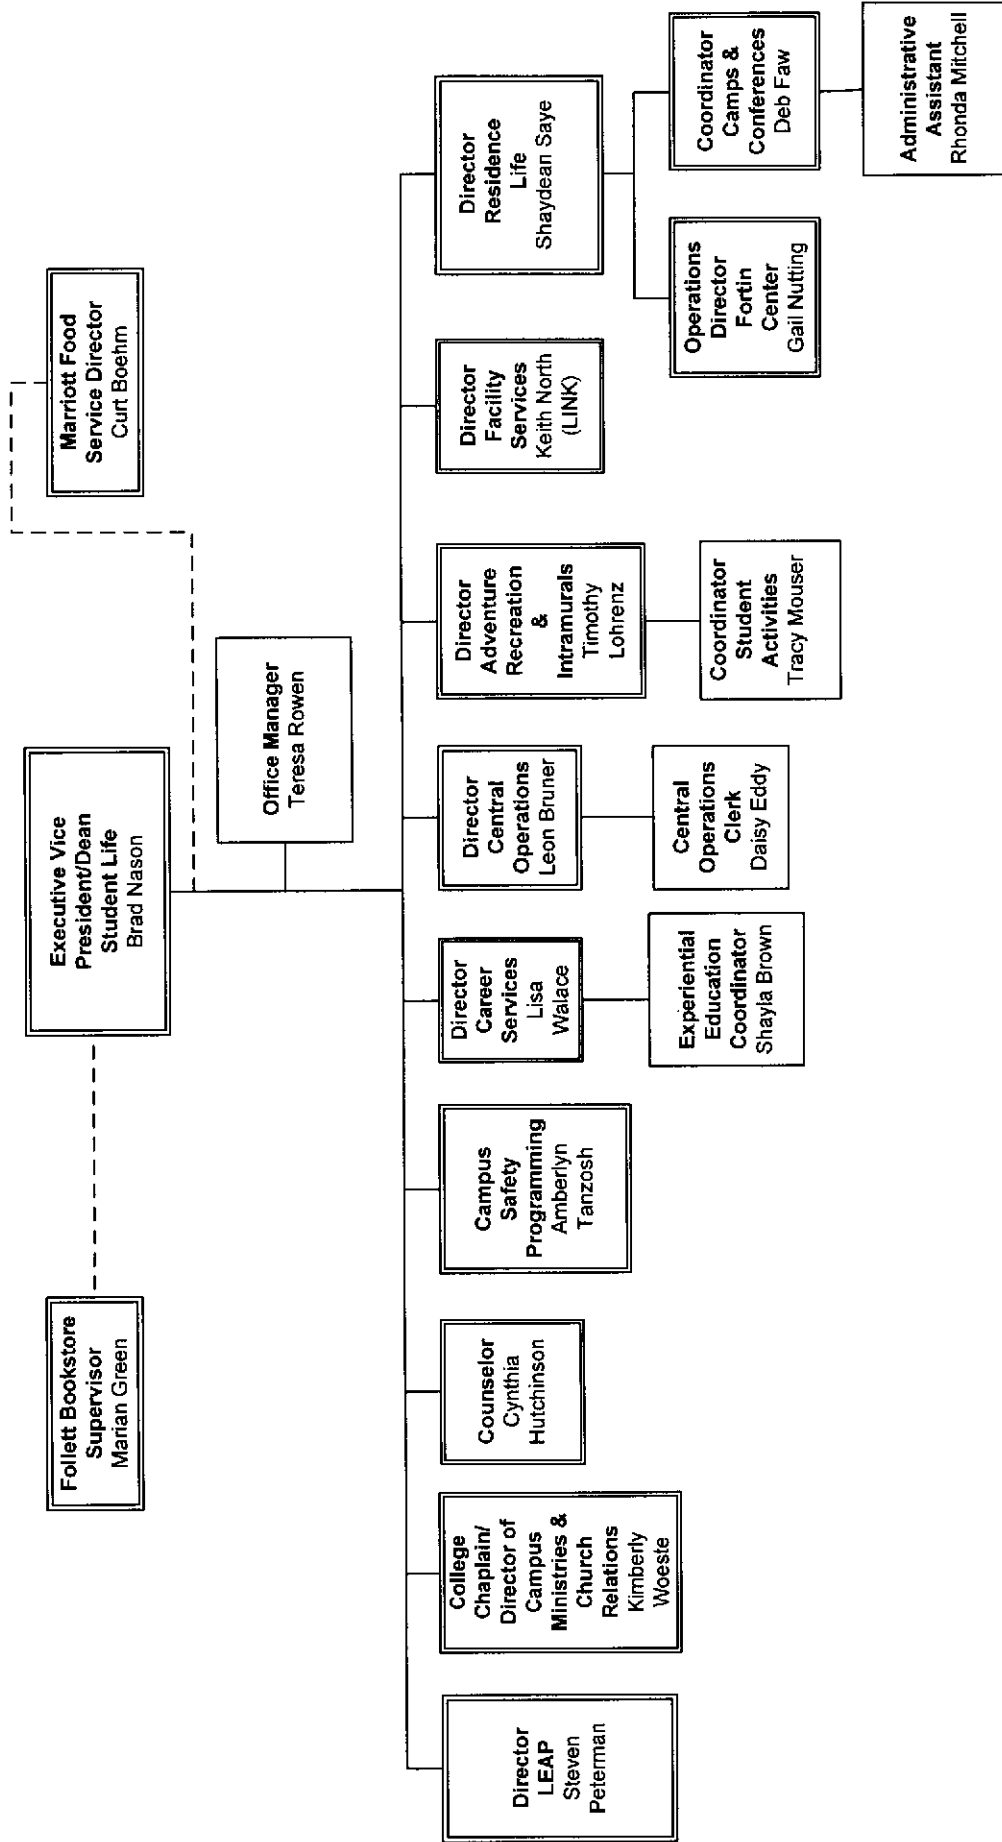 Executive Vice
President/Dean
Student Life
Brad Nason
Follett Bookstore
Supervisor
Marian Green
Marriott Food
Service Director
Curt Boehm
Office Manager
Teresa Rowen
Director
LEAP
Steven
Peterman
College
Chaplain/
Director of
Campus
Ministries &
Church
Relations
Kimberly
Woeste
Counselor
Cynthia
Hutchinson
Campus
Safety
Programming
Amberlyn
Tanzosh
Director
Career
Services
Lisa
Walace
Director
Central
Operations
Leon Bruner
Director
Adventure
Recreation
&
Intramurals
Timothy
Lohrenz
Director
Facility
Services
Keith North
(LINK)
Director
Residence
Life
Shaydean Saye
Experiential
Education
Coordinator
Shayla Brown
Central
Operations
Clerk
Daisy Eddy
Coordinator
Student
Activities
Tracy Mouser
Operations
Director
Fortin
Center
Gail Nutting
Coordinator
Camps &
Conferences
Deb Faw
Administrative
Assistant
Rhonda Mitchell